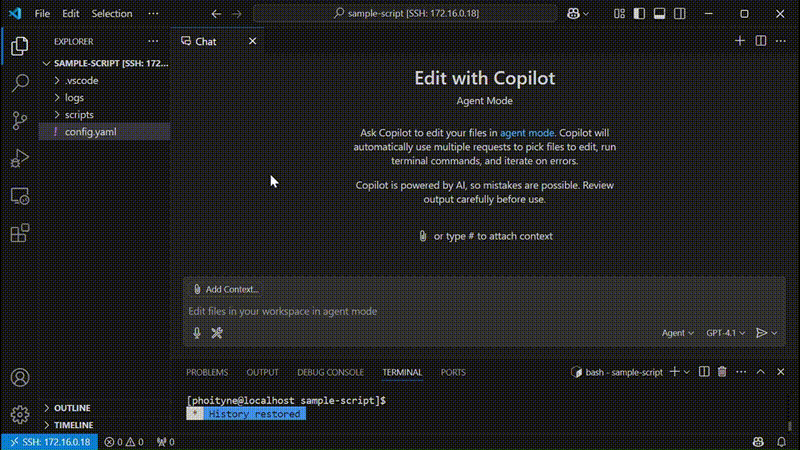 File Edit Selection ··· sample-script [SSH: 172.16.0.18]
EXPLORER ···
Chat
SAMPLE-SCRIPT [SSH: 172...
.vscode
logs
scripts
! config.yaml
Edit with Copilot
Agent Mode
Ask Copilot to edit your files in agent mode. Copilot will
automatically use multiple requests to pick files to edit, run
terminal commands, and iterate on errors.
Copilot is powered by AI, so mistakes are possible. Review
output carefully before use.
or type # to attach context
Add Context...
Edit files in your workspace in agent mode
Agent GPT-4.1
PROBLEMS OUTPUT DEBUG CONSOLE TERMINAL PORTS
bash - sample-script
[phoityne@localhost sample-script]$
* History restored
OUTLINE
TIMELINE
SSH: 172.16.0.18 0 0 0